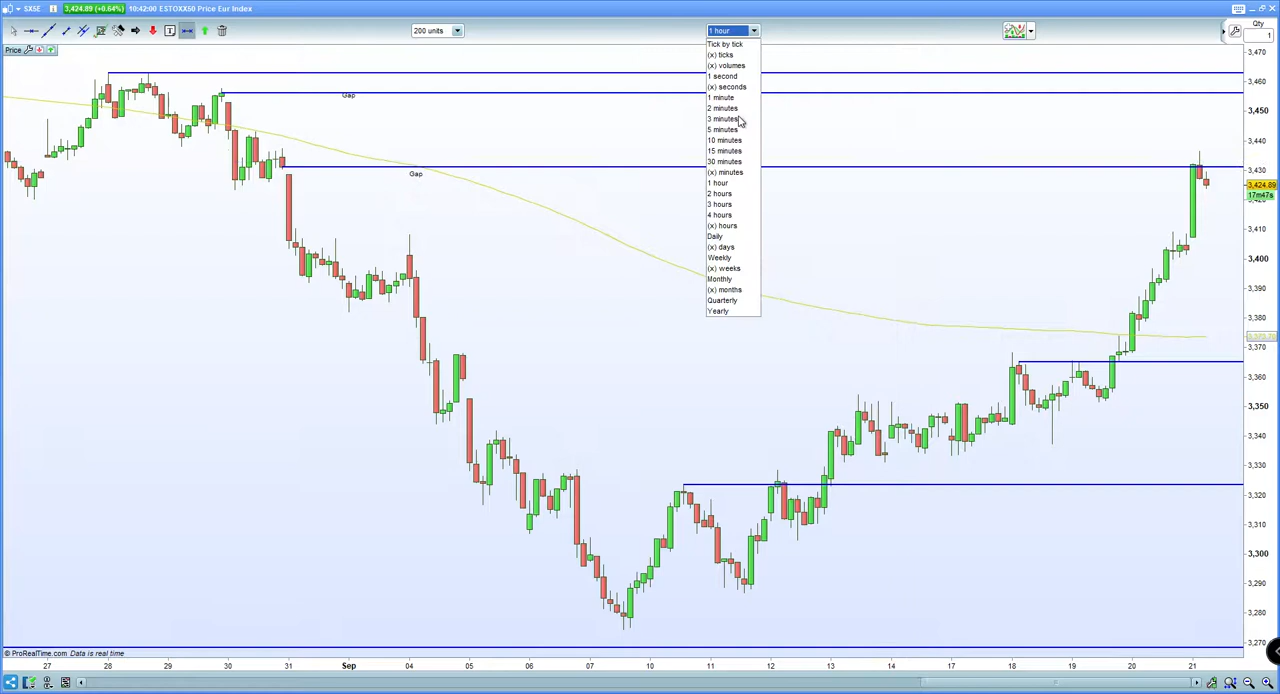 SX5E 3,424.89 (+0.64%) 10:42:00 ESTOXX50 Price Eur Index
200 units
1 hour
Qty
1
Price
Tick by tick
(x) ticks
(x) volumes
1 second
(x) seconds
1 minute
2 minutes
3 minutes
5 minutes
10 minutes
15 minutes
30 minutes
(x) minutes
1 hour
2 hours
3 hours
4 hours
(x) hours
Daily
(x) days
Weekly
(x) weeks
Monthly
(x) months
Quarterly
Yearly
Gap
Gap
3,470
3,460
3,450
3,440
3,430
3,424.89
17m47s
3,410
3,400
3,390
3,380
3,370
3,360
3,350
3,340
3,330
3,320
3,310
3,300
3,290
3,280
3,270
© ProRealTime.com Data is real time
27 28 29 30 31 Sep 04 05 06 07 10 11 12 13 14 17 18 19 20 21